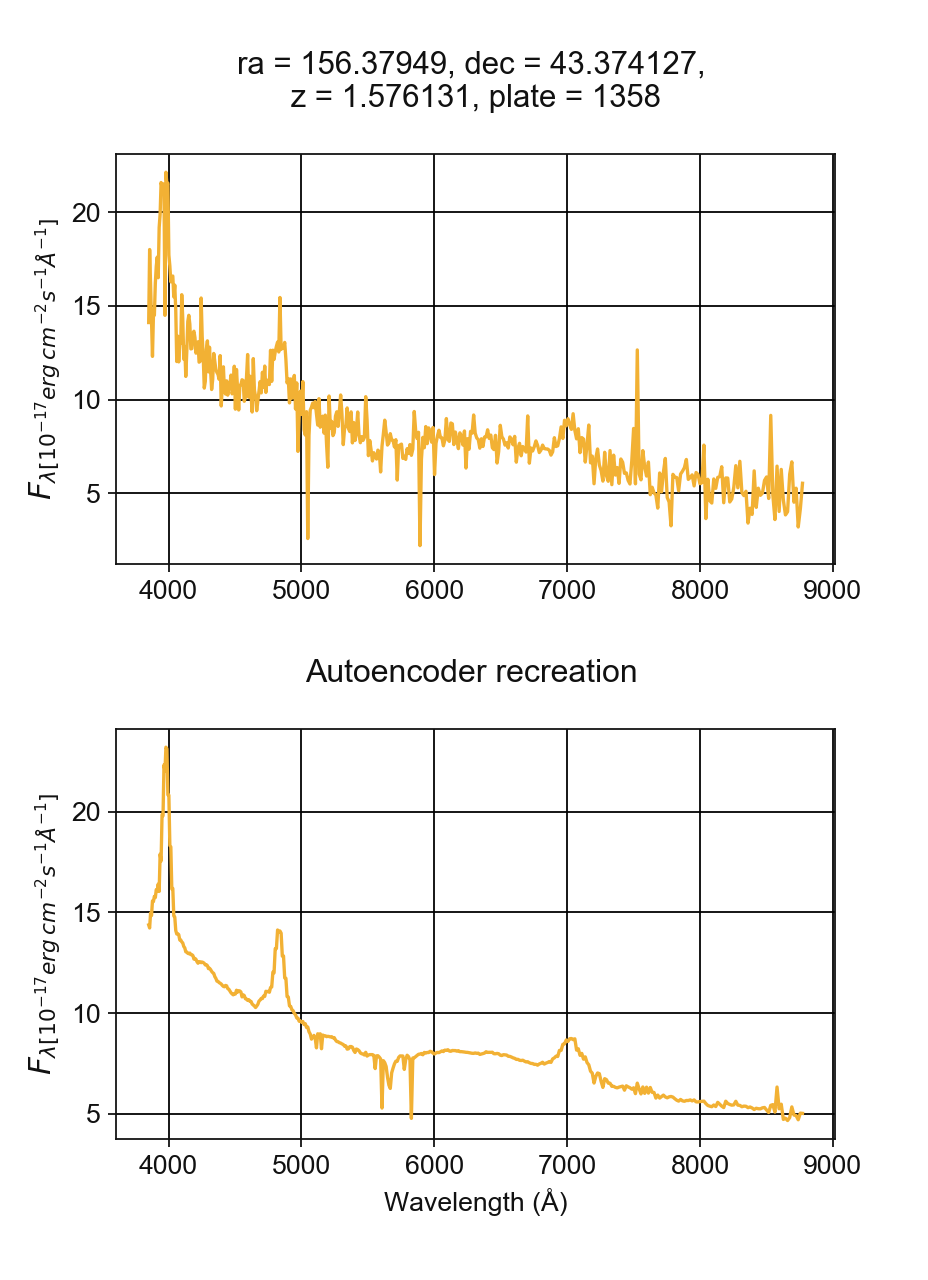 ra = 156.37949, dec = 43.374127,
z = 1.576131, plate = 1358
F_λ[10⁻¹⁷erg cm⁻²s⁻¹Å⁻¹]
20
15
10
5
4000 5000 6000 7000 8000 9000
Autoencoder recreation
F_λ[10⁻¹⁷erg cm⁻²s⁻¹Å⁻¹]
20
15
10
5
4000 5000 6000 7000 8000 9000
Wavelength (Å)